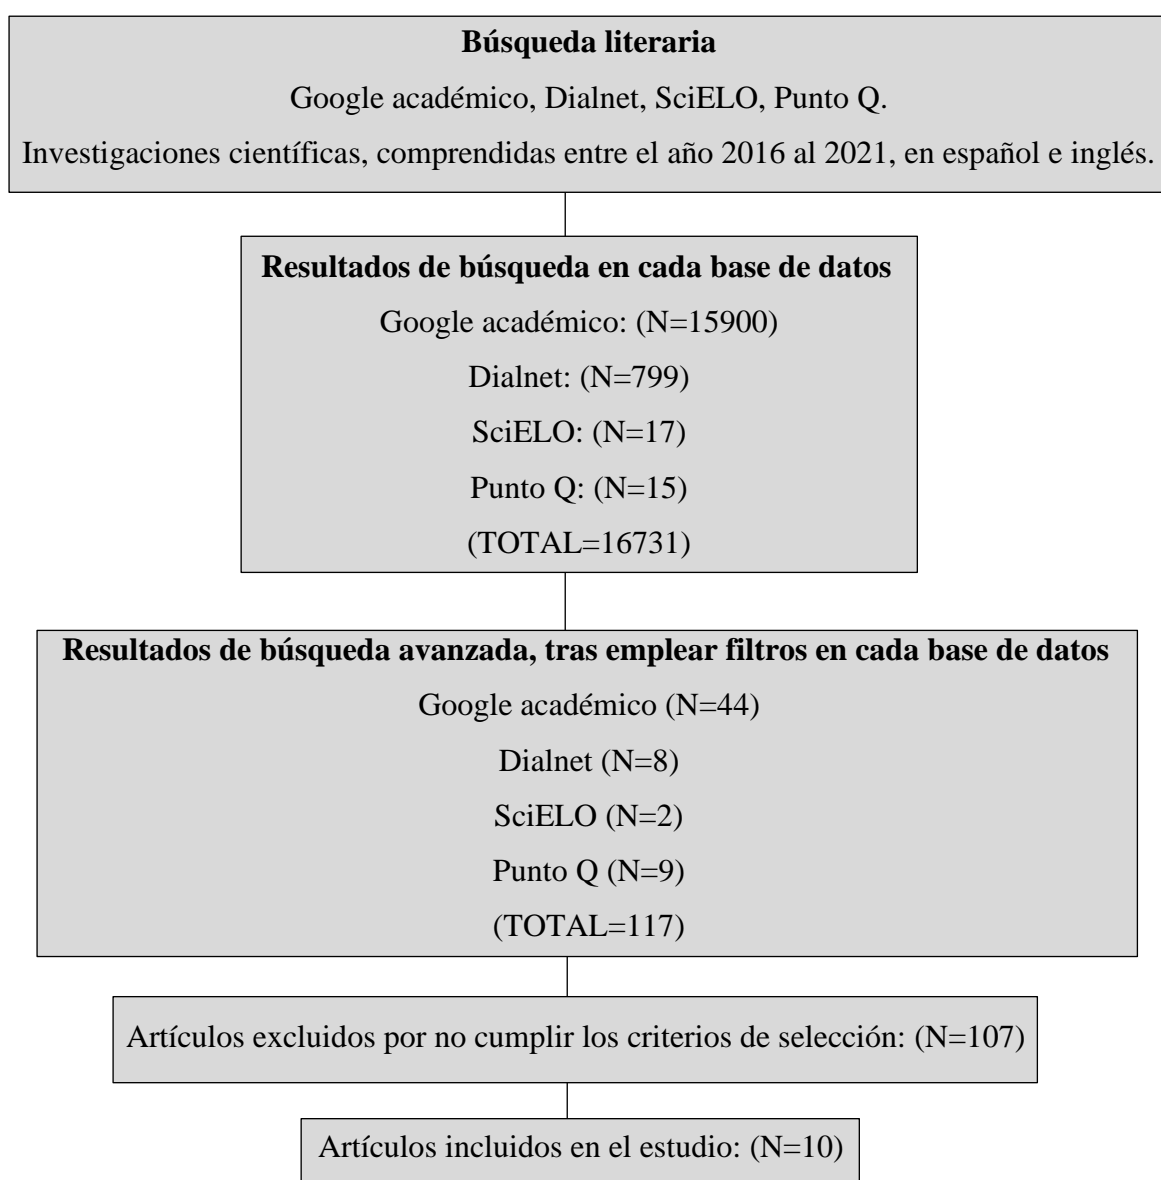 Búsqueda literaria
Google académico, Dialnet, SciELO, Punto Q.
Investigaciones científicas, comprendidas entre el año 2016 al 2021, en español e inglés.
Resultados de búsqueda en cada base de datos
Google académico: (N=15900)
Dialnet: (N=799)
SciELO: (N=17)
Punto Q: (N=15)
(TOTAL=16731)
Resultados de búsqueda avanzada, tras emplear filtros en cada base de datos
Google académico (N=44)
Dialnet (N=8)
SciELO (N=2)
Punto Q (N=9)
(TOTAL=117)
Artículos excluidos por no cumplir los criterios de selección: (N=107)
Artículos incluidos en el estudio: (N=10)